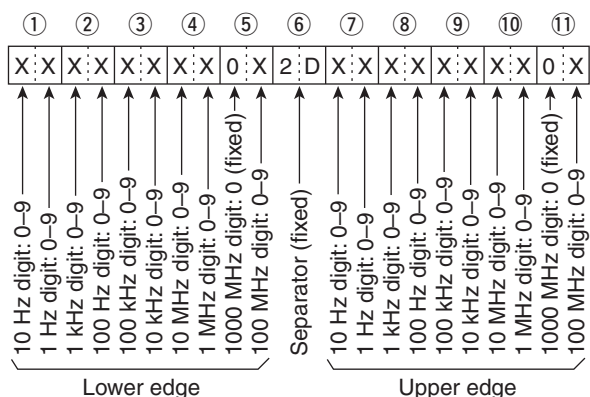 ① ② ③ ④ ⑤ ⑥ ⑦ ⑧ ⑨ ⑩ ⑪
X X X X X X X X 0 X 2 D X X X X X X X X 0 X
10 Hz digit: 0–9
1 Hz digit: 0–9
1 kHz digit: 0–9
100 Hz digit: 0–9
100 kHz digit: 0–9
10 kHz digit: 0–9
10 MHz digit: 0–9
1 MHz digit: 0–9
1000 MHz digit: 0 (fixed)
100 MHz digit: 0–9
Separator (fixed)
10 Hz digit: 0–9
1 Hz digit: 0–9
1 kHz digit: 0–9
100 Hz digit: 0–9
100 kHz digit: 0–9
10 kHz digit: 0–9
10 MHz digit: 0–9
1 MHz digit: 0–9
1000 MHz digit: 0 (fixed)
100 MHz digit: 0–9
Lower edge
Upper edge